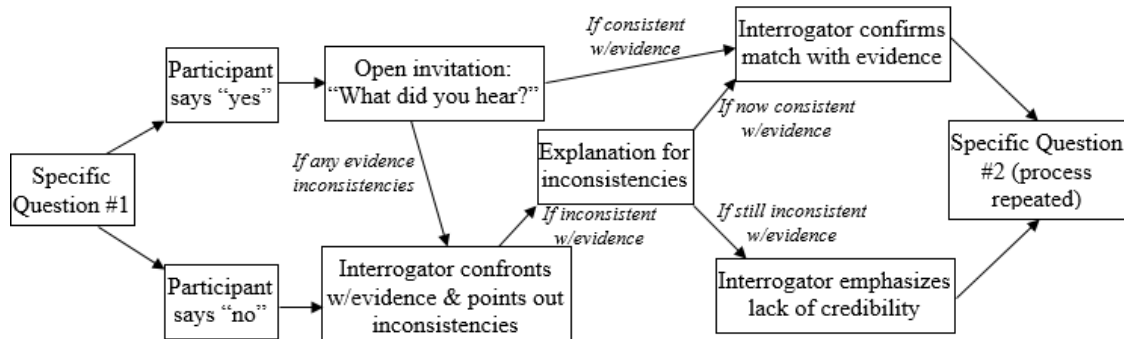 Specific
Question #1
Participant
says “yes”
Participant
says “no”
Open invitation:
“What did you hear?”
If any evidence
inconsistencies
Interrogator confronts
w/evidence & points out
inconsistencies
If consistent
w/evidence
If inconsistent
w/evidence
Explanation for
inconsistencies
If now consistent
w/evidence
If still inconsistent
w/evidence
Interrogator confirms
match with evidence
Interrogator emphasizes
lack of credibility
Specific Question
#2 (process
repeated)